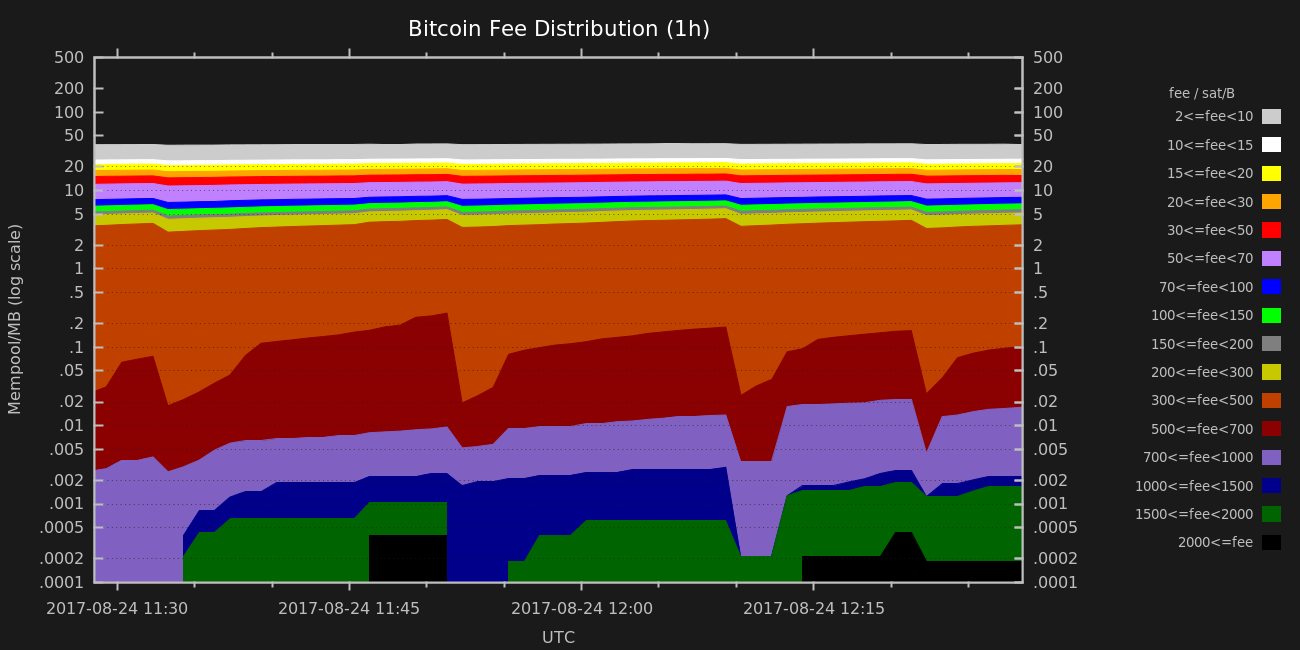 Bitcoin Fee Distribution (1h)
500 500
200 200
100 100
50 50
20 20
10 10
5 5
2 2
1 1
.5 .5
.2 .2
.1 .1
.05 .05
.02 .02
.01 .01
.005 .005
.002 .002
.001 .001
.0005 .0005
.0002 .0002
.0001 .0001
Mempool/MB (log scale)
2017-08-24 11:30 2017-08-24 11:45 2017-08-24 12:00 2017-08-24 12:15
UTC
fee / sat/B
2<=fee<10
10<=fee<15
15<=fee<20
20<=fee<30
30<=fee<50
50<=fee<70
70<=fee<100
100<=fee<150
150<=fee<200
200<=fee<300
300<=fee<500
500<=fee<700
700<=fee<1000
1000<=fee<1500
1500<=fee<2000
2000<=fee